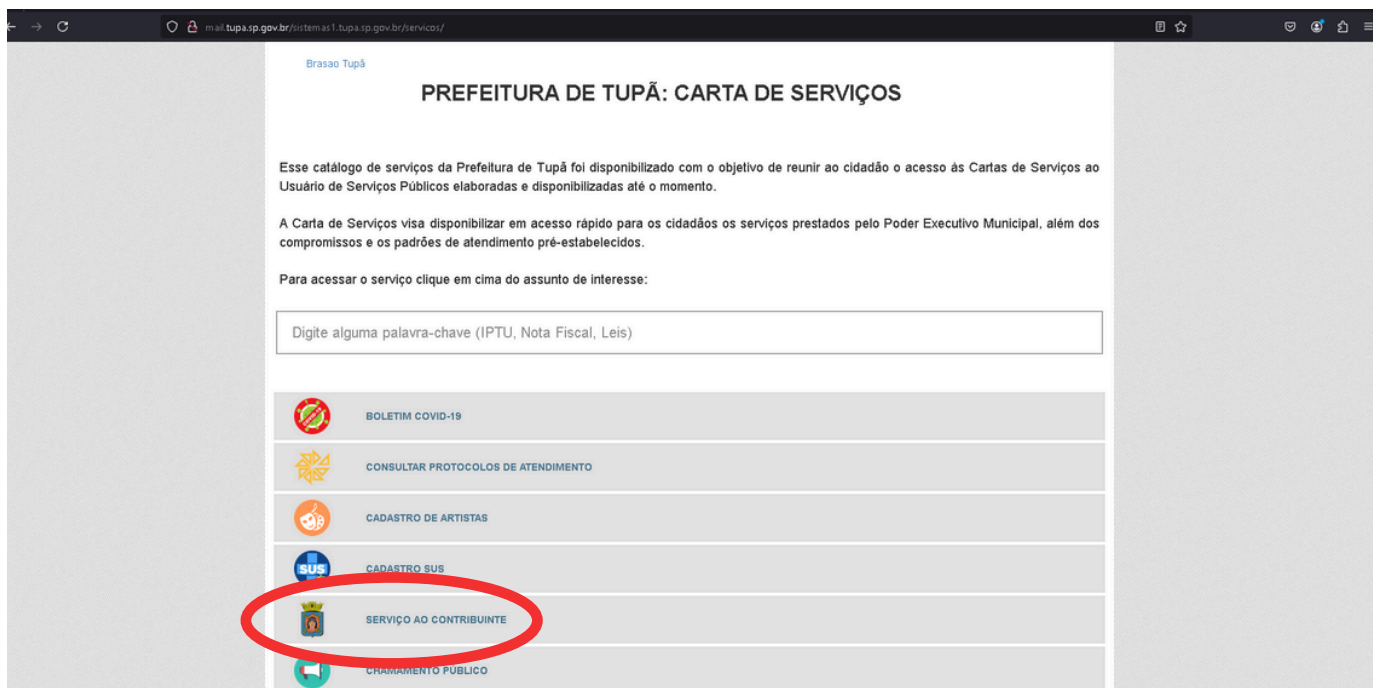 mail.tupa.sp.gov.br/sistemas1.tupa.sp.gov.br/servicos/
Brasao Tupã
PREFEITURA DE TUPÃ: CARTA DE SERVIÇOS
Esse catálogo de serviços da Prefeitura de Tupã foi disponibilizado com o objetivo de reunir ao cidadão o acesso às Cartas de Serviços ao
Usuário de Serviços Públicos elaboradas e disponibilizadas até o momento.
A Carta de Serviços visa disponibilizar em acesso rápido para os cidadãos os serviços prestados pelo Poder Executivo Municipal, além dos
compromissos e os padrões de atendimento pré-estabelecidos.
Para acessar o serviço clique em cima do assunto de interesse:
Digite alguma palavra-chave (IPTU, Nota Fiscal, Leis)
BOLETIM COVID-19
CONSULTAR PROTOCOLOS DE ATENDIMENTO
CADASTRO DE ARTISTAS
SUS
CADASTRO SUS
SERVIÇO AO CONTRIBUINTE
CHAMAMENTO PÚBLICO